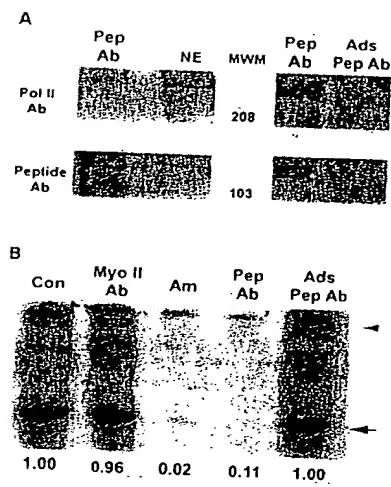 A
Pep Ab NE MWM Pep Ab Ads Pep Ab
Pol II Ab
208
Peptide Ab
103
B
Con Myo II Ab Am Pep Ab Ads Pep Ab
1.00 0.96 0.02 0.11 1.00